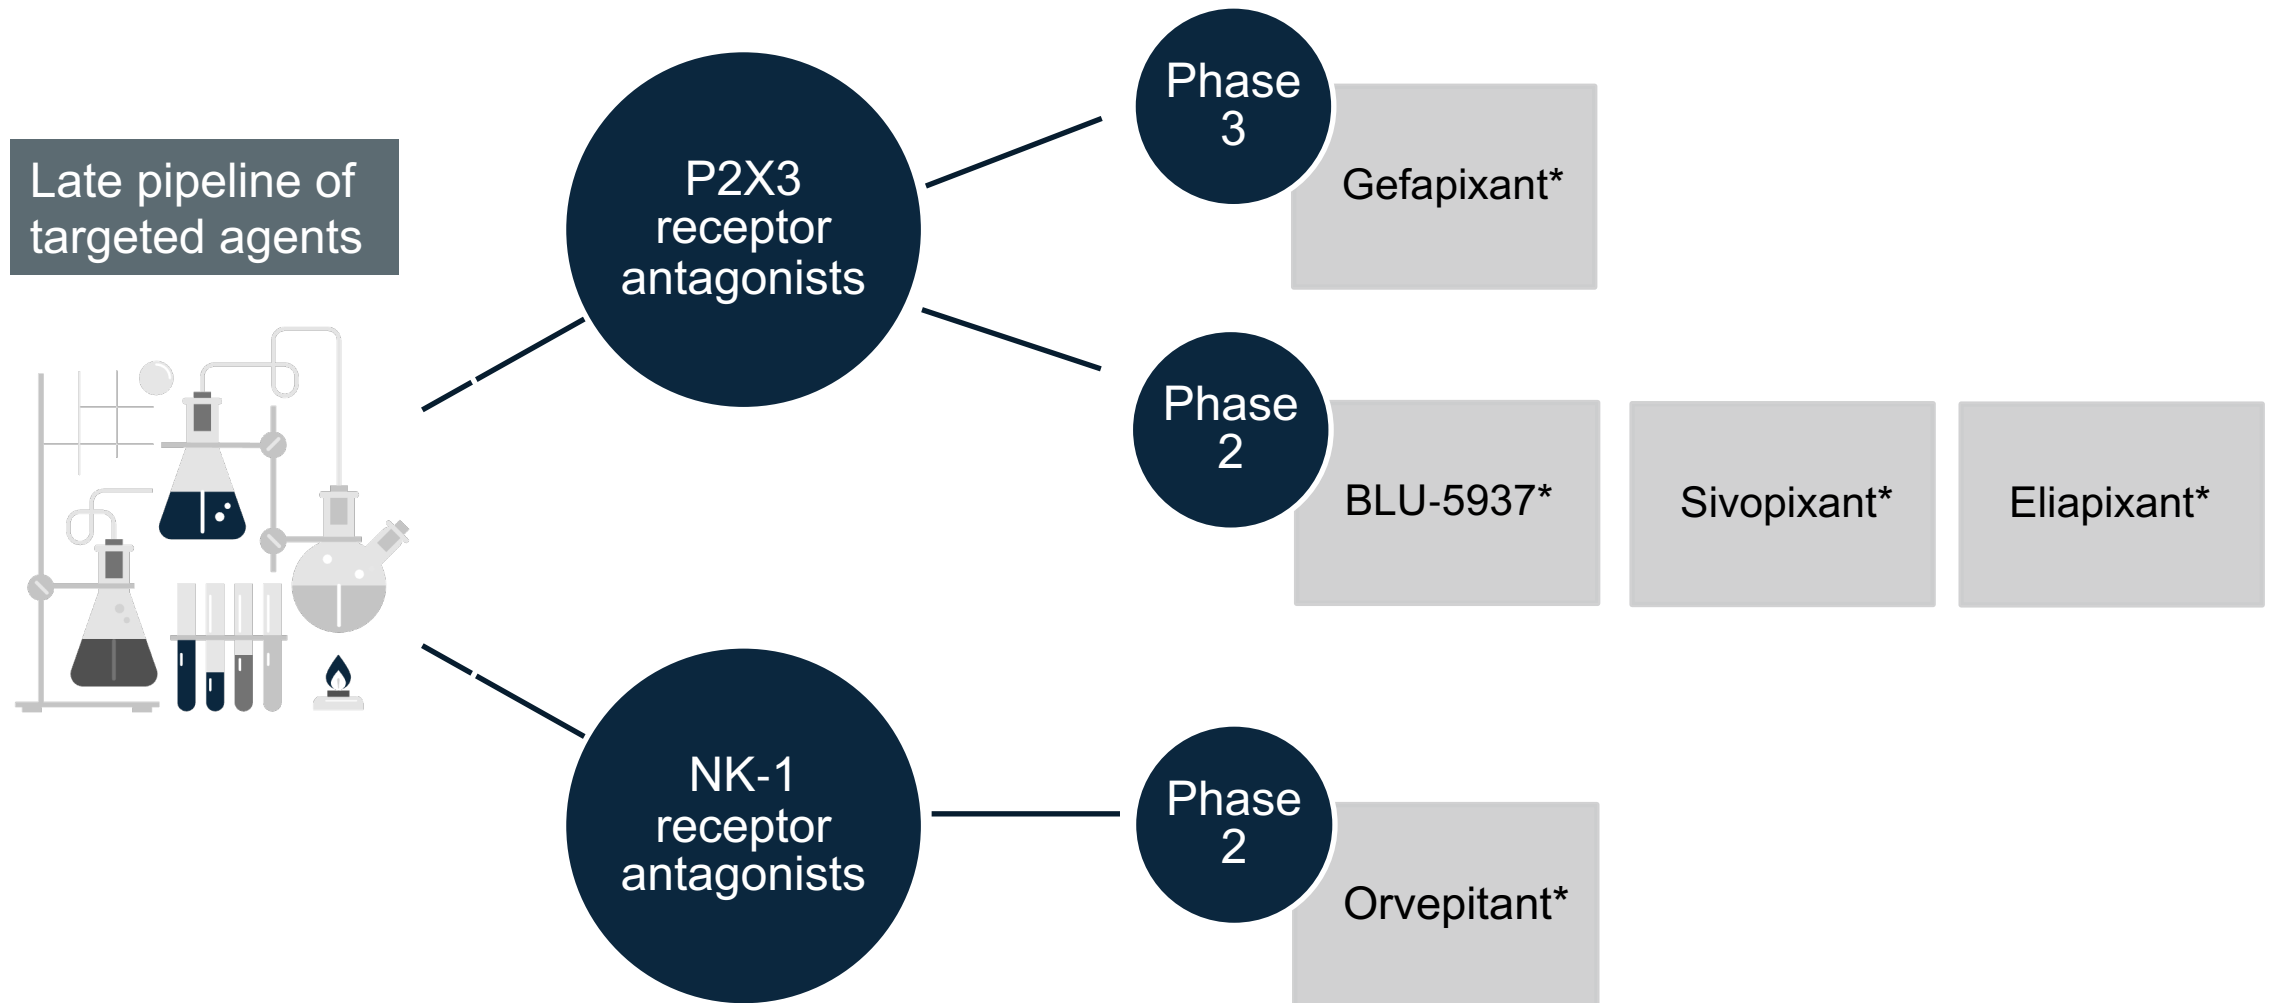 Late pipeline of
targeted agents
P2X3
receptor
antagonists
Phase
3
Gefapixant*
Phase
2
BLU-5937*
Sivopixant*
Eliapixant*
NK-1
receptor
antagonists
Phase
2
Orvepitant*